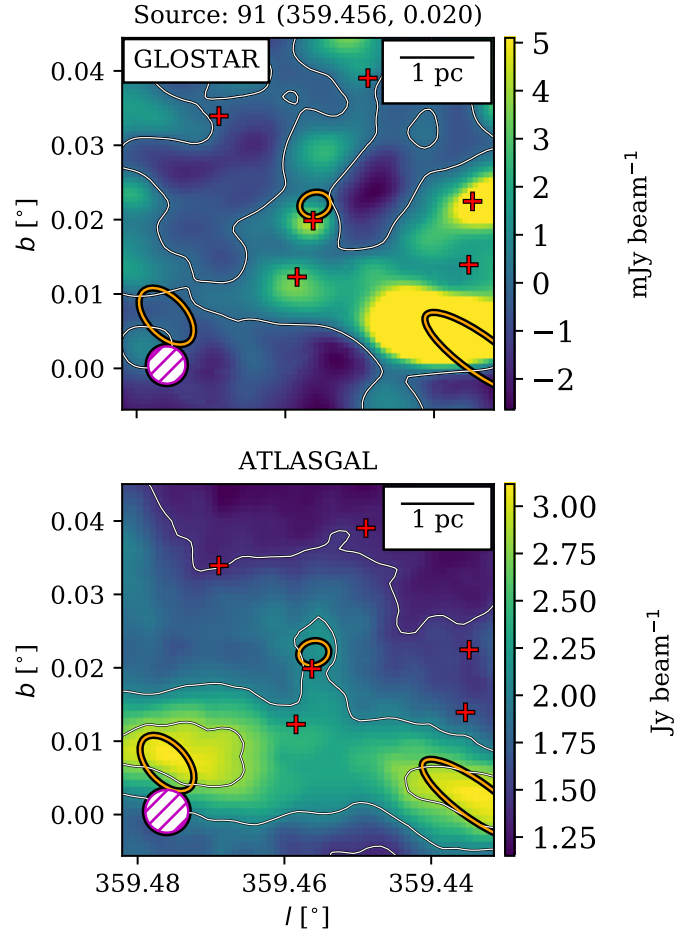 Source: 91 (359.456, 0.020)
GLOSTAR
1 pc
0.04
0.03
0.02
0.01
0.00
b [°]
5
4
3
2
1
0
−1
−2
mJy beam⁻¹
ATLASGAL
1 pc
0.04
0.03
0.02
0.01
0.00
b [°]
3.00
2.75
2.50
2.25
2.00
1.75
1.50
1.25
Jy beam⁻¹
359.48 359.46 359.44
l [°]